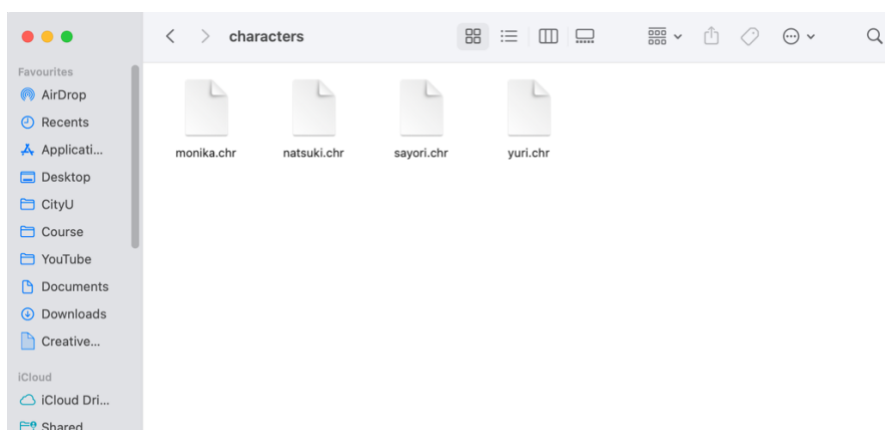 characters
Favourites
AirDrop
Recents
Applicati...
Desktop
CityU
Course
YouTube
Documents
Downloads
Creative...
iCloud
iCloud Dri...
Shared
monika.chr
natsuki.chr
sayori.chr
yuri.chr